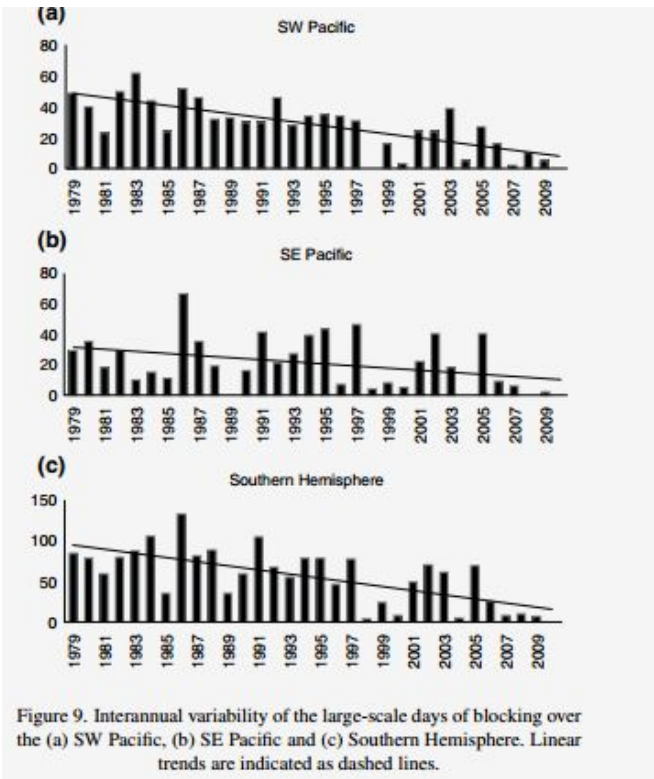 (a)
SW Pacific
80
60
40
20
0
1979 1981 1983 1985 1987 1989 1991 1993 1995 1997 1999 2001 2003 2005 2007 2009
(b)
SE Pacific
80
60
40
20
0
1979 1981 1983 1985 1987 1989 1991 1993 1995 1997 1999 2001 2003 2005 2007 2009
(c)
Southern Hemisphere
150
100
50
0
1979 1981 1983 1985 1987 1989 1991 1993 1995 1997 1999 2001 2003 2005 2007 2009
Figure 9. Interannual variability of the large-scale days of blocking over
the (a) SW Pacific, (b) SE Pacific and (c) Southern Hemisphere. Linear
trends are indicated as dashed lines.